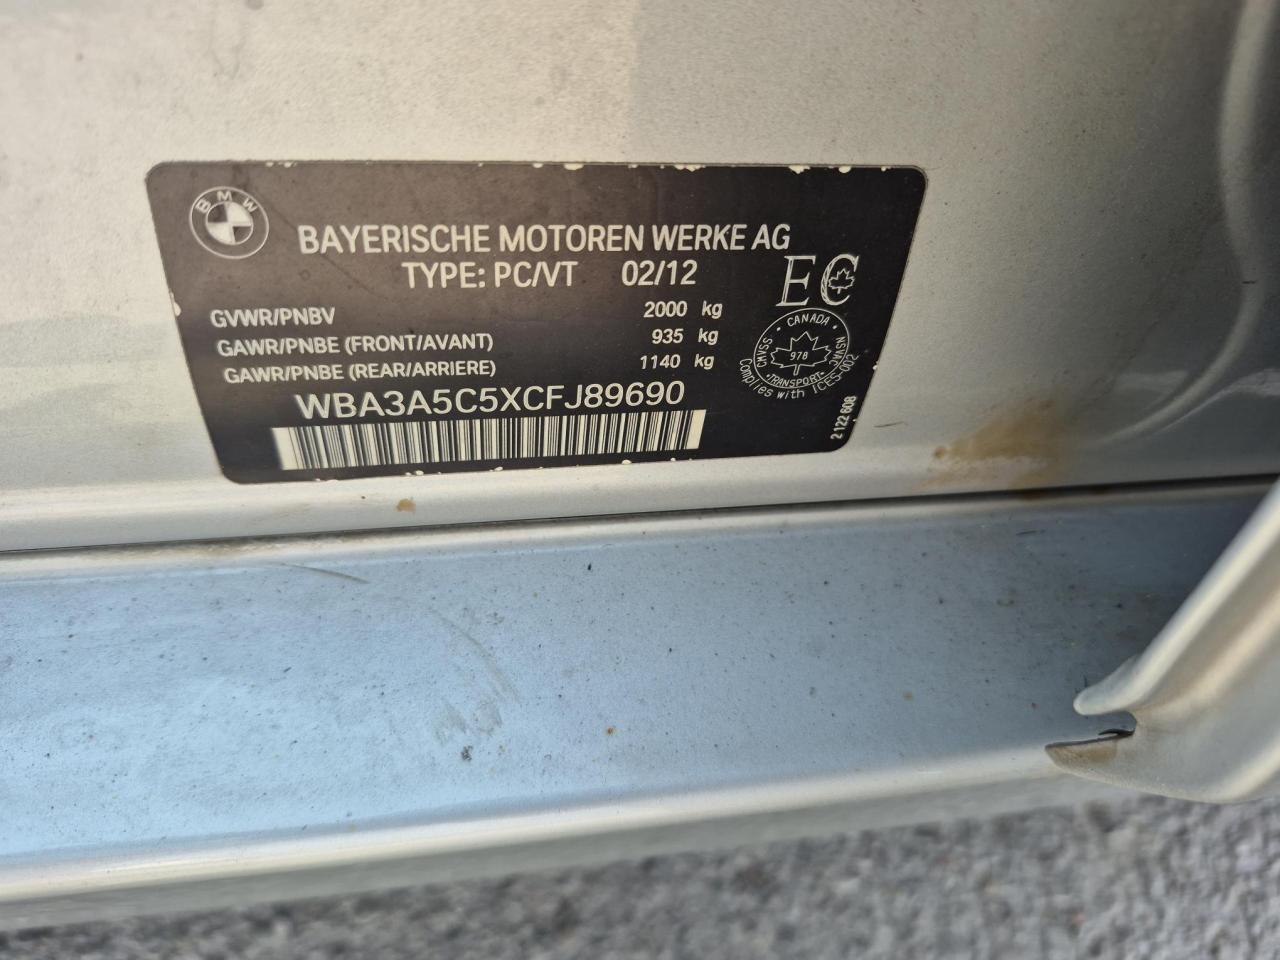 BMW
BAYERISCHE MOTOREN WERKE AG
TYPE: PC/VT 02/12
EC
GVWR/PNBV 2000 kg
GAWR/PNBE (FRONT/AVANT) 935 kg
GAWR/PNBE (REAR/ARRIERE) 1140 kg
CANADA
CMVSS
NSVAC
978
TRANSPORT
Complies with ICES-002
WBA3A5C5XCFJ89690
2 122 608